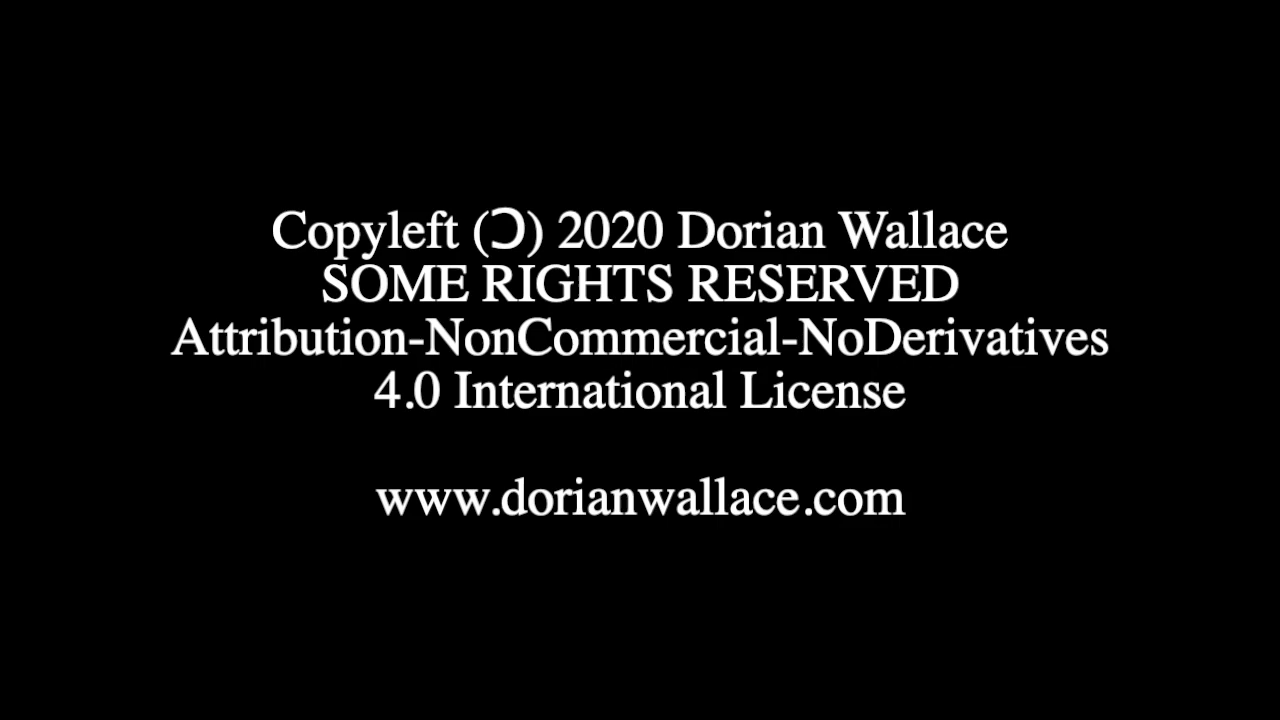 Copyleft (Ɔ) 2020 Dorian Wallace
SOME RIGHTS RESERVED
Attribution-NonCommercial-NoDerivatives
4.0 International License
www.dorianwallace.com